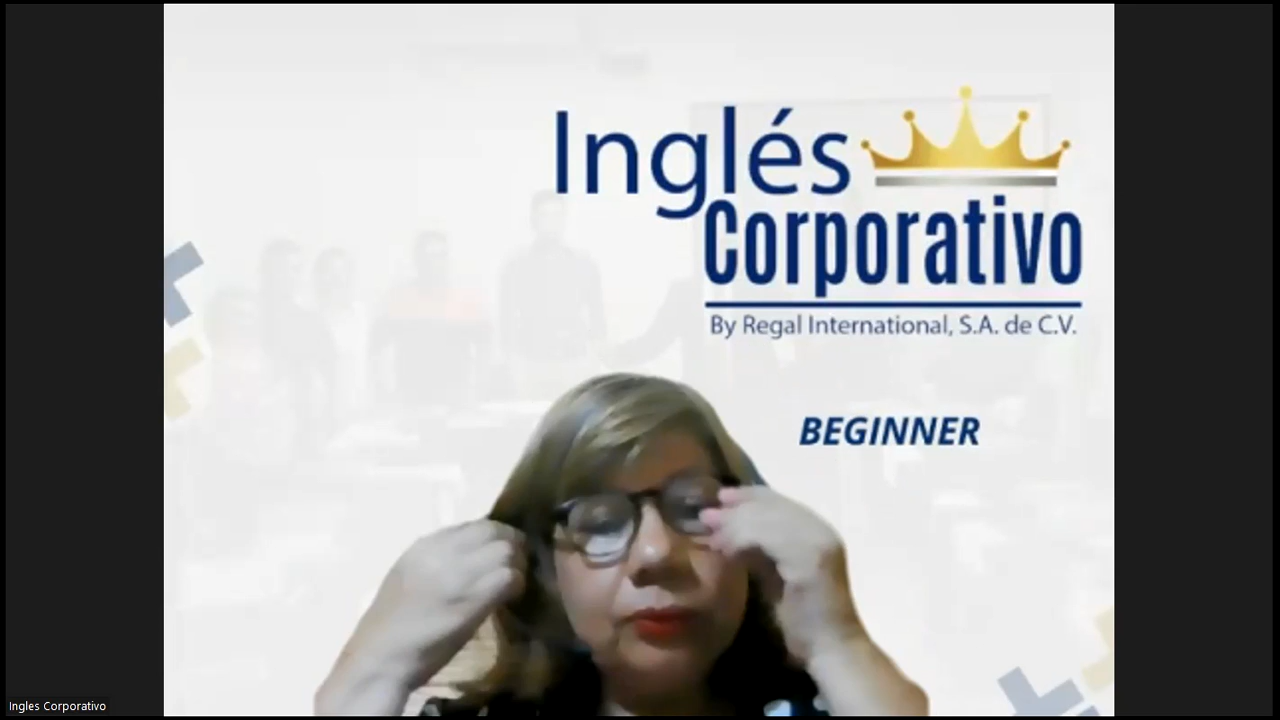 Inglés
Corporativo
By Regal International, S.A. de C.V.
BEGINNER
Ingles Corporativo